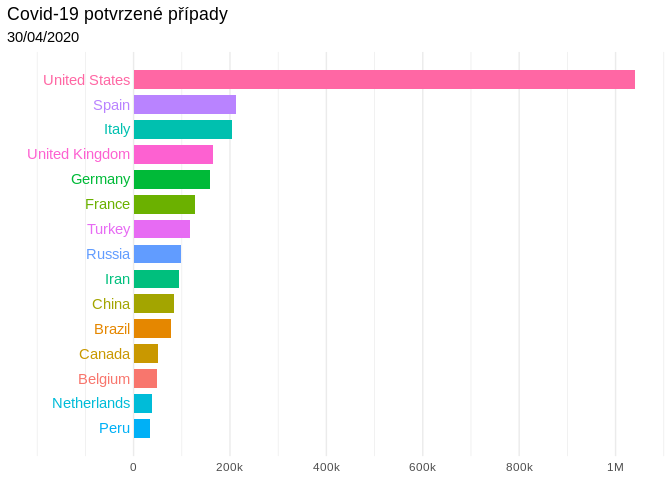 Covid-19 potvrzené případy
30/04/2020
United States
Spain
Italy
United Kingdom
Germany
France
Turkey
Russia
Iran
China
Brazil
Canada
Belgium
Netherlands
Peru
0 200k 400k 600k 800k 1M